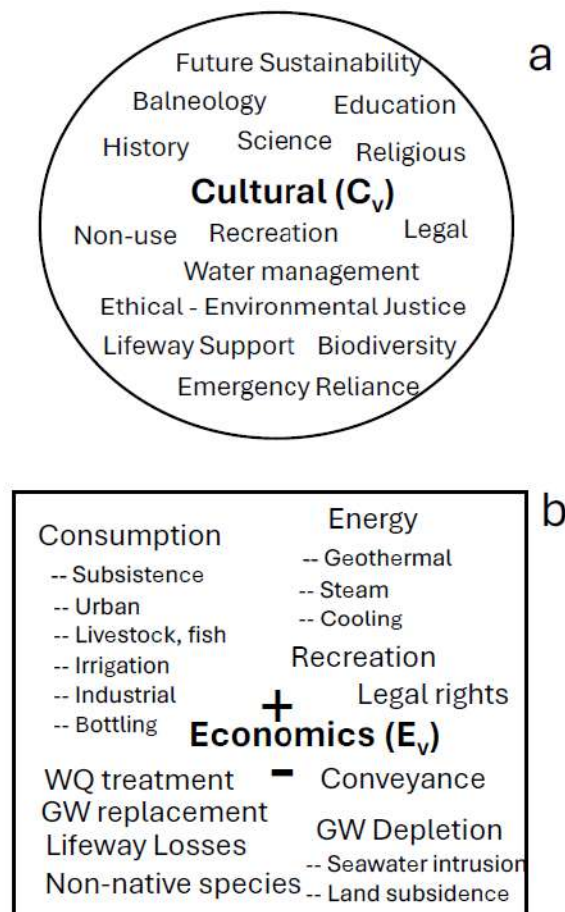 a
Future Sustainability
Balneology Education
History Science Religious
Cultural (Cv)
Non-use Recreation Legal
Water management
Ethical - Environmental Justice
Lifeway Support Biodiversity
Emergency Reliance
b
Consumption
-- Subsistence
-- Urban
-- Livestock, fish
-- Irrigation
-- Industrial
-- Bottling
Energy
-- Geothermal
-- Steam
-- Cooling
Recreation
Legal rights
+
Economics (Ev)
-
WQ treatment
GW replacement
Lifeway Losses
Non-native species
Conveyance
GW Depletion
-- Seawater intrusion
-- Land subsidence